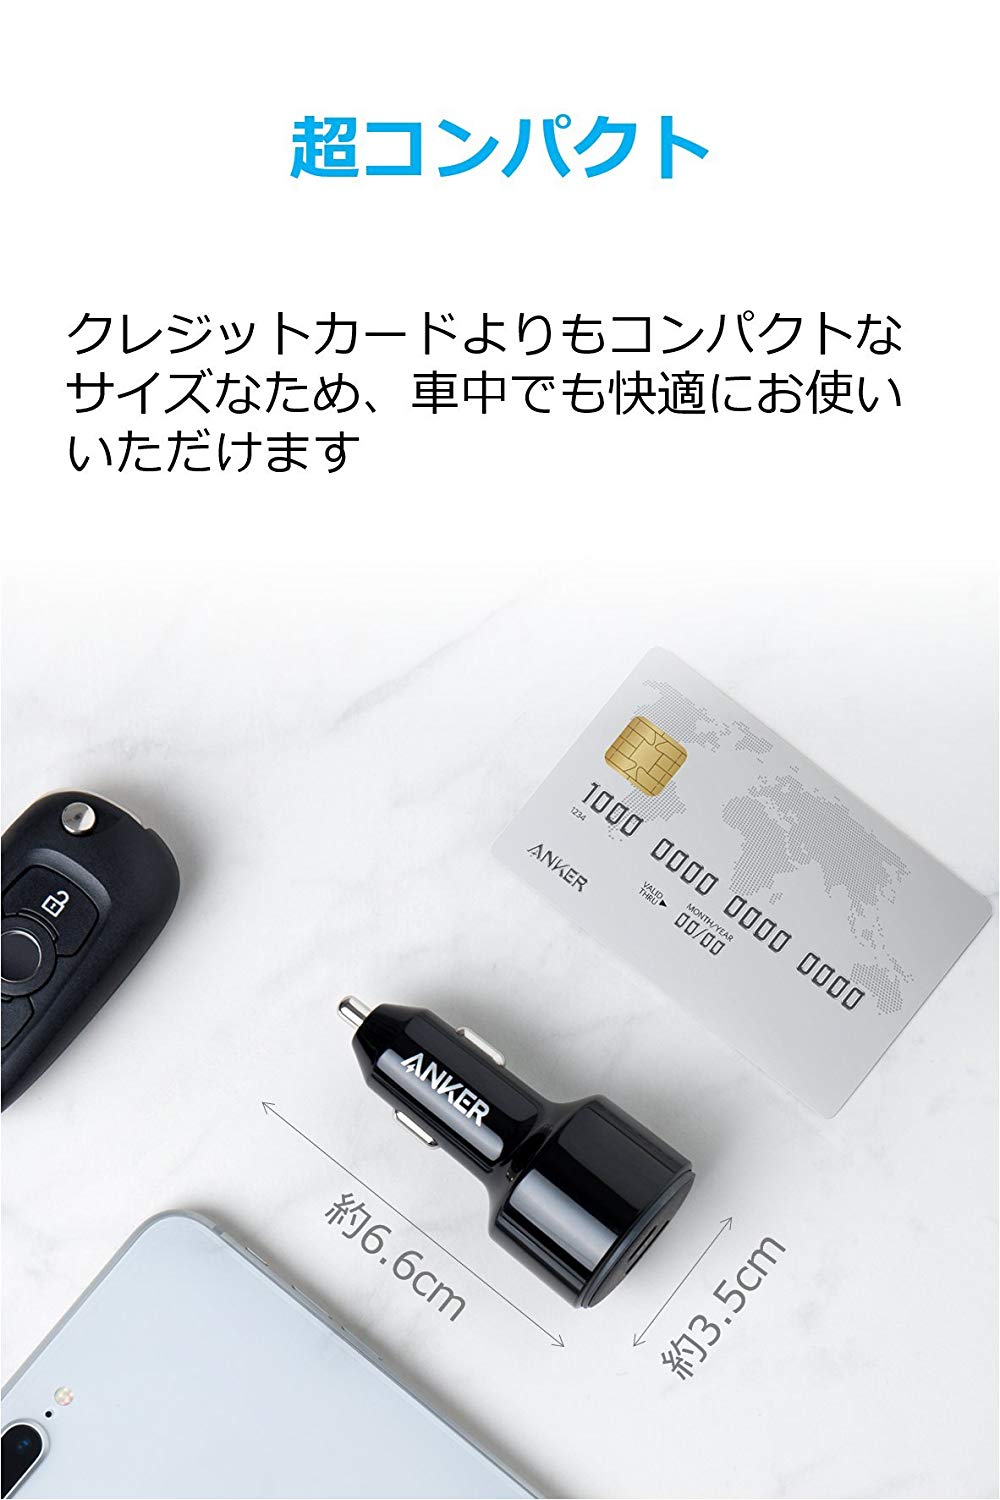 超コンパクト
クレジットカードよりもコンパクトな
サイズなため、車中でも快適にお使い
いただけます
1000 0000 0000 0000
1234
ANKER
VALID
THRU
MONTH/YEAR
00/00
ANKER
約6.6cm
約3.5cm